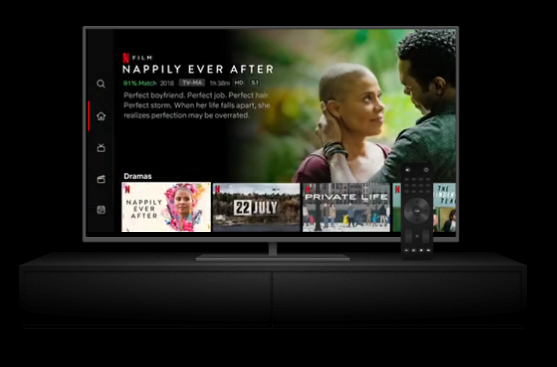 N FILM
NAPPILY EVER AFTER
91% Match 2018 TV-MA 1h 38m HD 5.1
Perfect boyfriend. Perfect job. Perfect hair.
Perfect storm. When her life falls apart, she
realizes perfection may be overrated.
Dramas
N
NAPPILY
EVER
AFTER
N
22 JULY
N
PRIVATE LIFE
N
THE